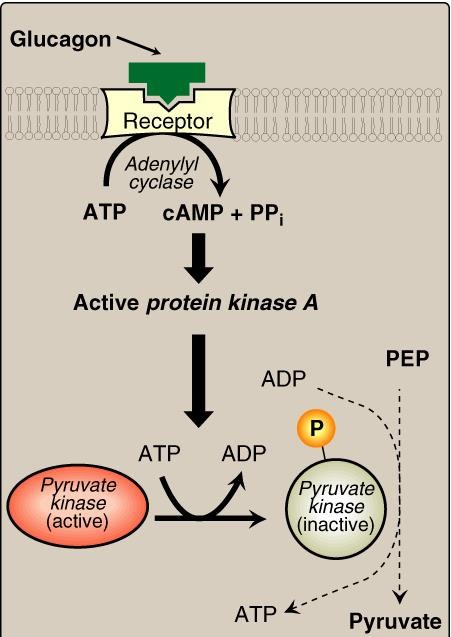 Glucagon
Receptor
Adenylyl
cyclase
ATP
cAMP + PPi
Active protein kinase A
PEP
ADP
P
ATP
ADP
Pyruvate
kinase
(active)
Pyruvate
kinase
(inactive)
ATP
Pyruvate